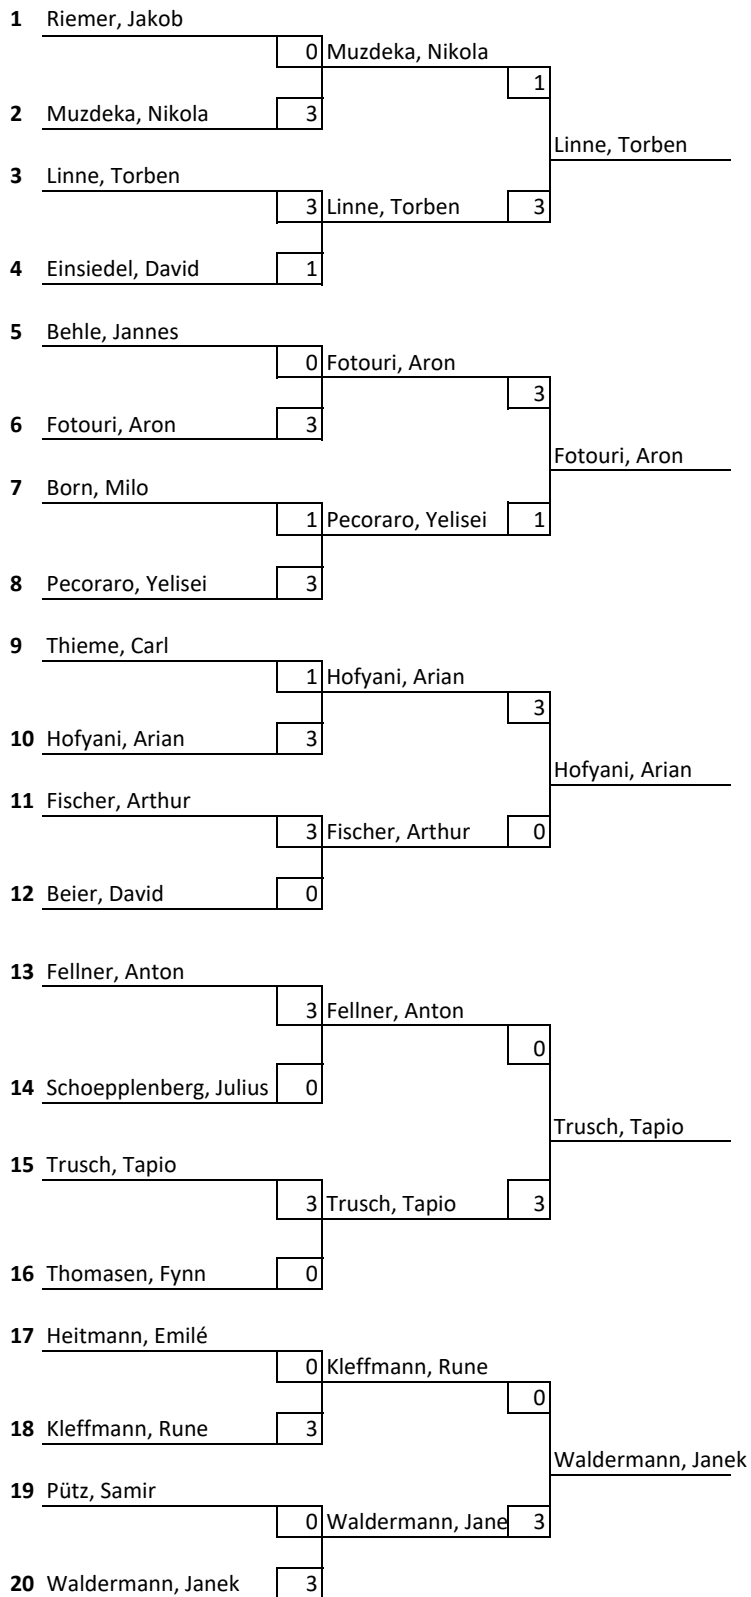 1 Riemer, Jakob
0 Muzdeka, Nikola
1
2 Muzdeka, Nikola 3
Linne, Torben
3 Linne, Torben
3 Linne, Torben 3
4 Einsiedel, David 1
5 Behle, Jannes
0 Fotouri, Aron
3
6 Fotouri, Aron 3
Fotouri, Aron
7 Born, Milo
1 Pecoraro, Yelisei 1
8 Pecoraro, Yelisei 3
9 Thieme, Carl
1 Hofyani, Arian
3
10 Hofyani, Arian 3
Hofyani, Arian
11 Fischer, Arthur
3 Fischer, Arthur 0
12 Beier, David 0
13 Fellner, Anton
3 Fellner, Anton
0
14 Schoepplenberg, Julius 0
Trusch, Tapio
15 Trusch, Tapio
3 Trusch, Tapio 3
16 Thomasen, Fynn 0
17 Heitmann, Emilé
0 Kleffmann, Rune
0
18 Kleffmann, Rune 3
Waldermann, Janek
19 Pütz, Samir
0 Waldermann, Jane 3
20 Waldermann, Janek 3